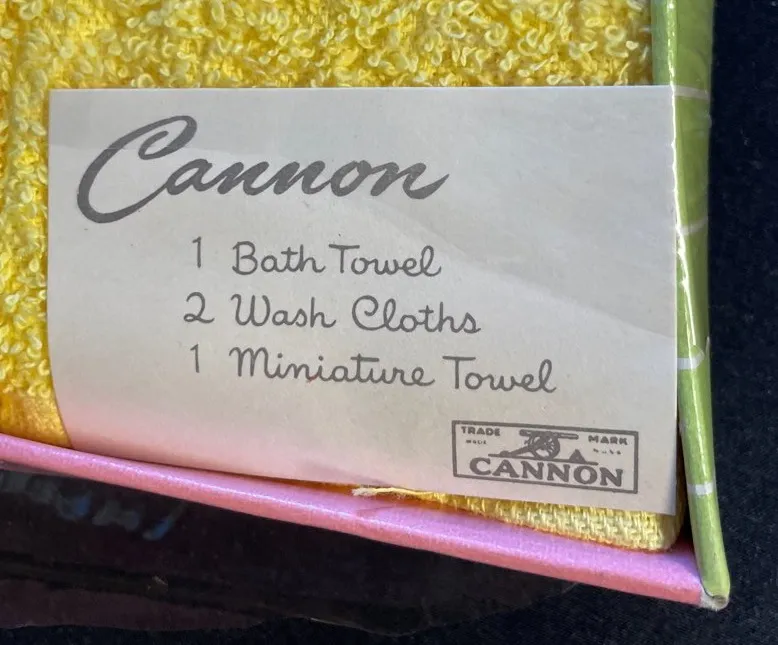 Cannon
1 Bath Towel
2 Wash Cloths
1 Miniature Towel
TRADE MARK
CANNON